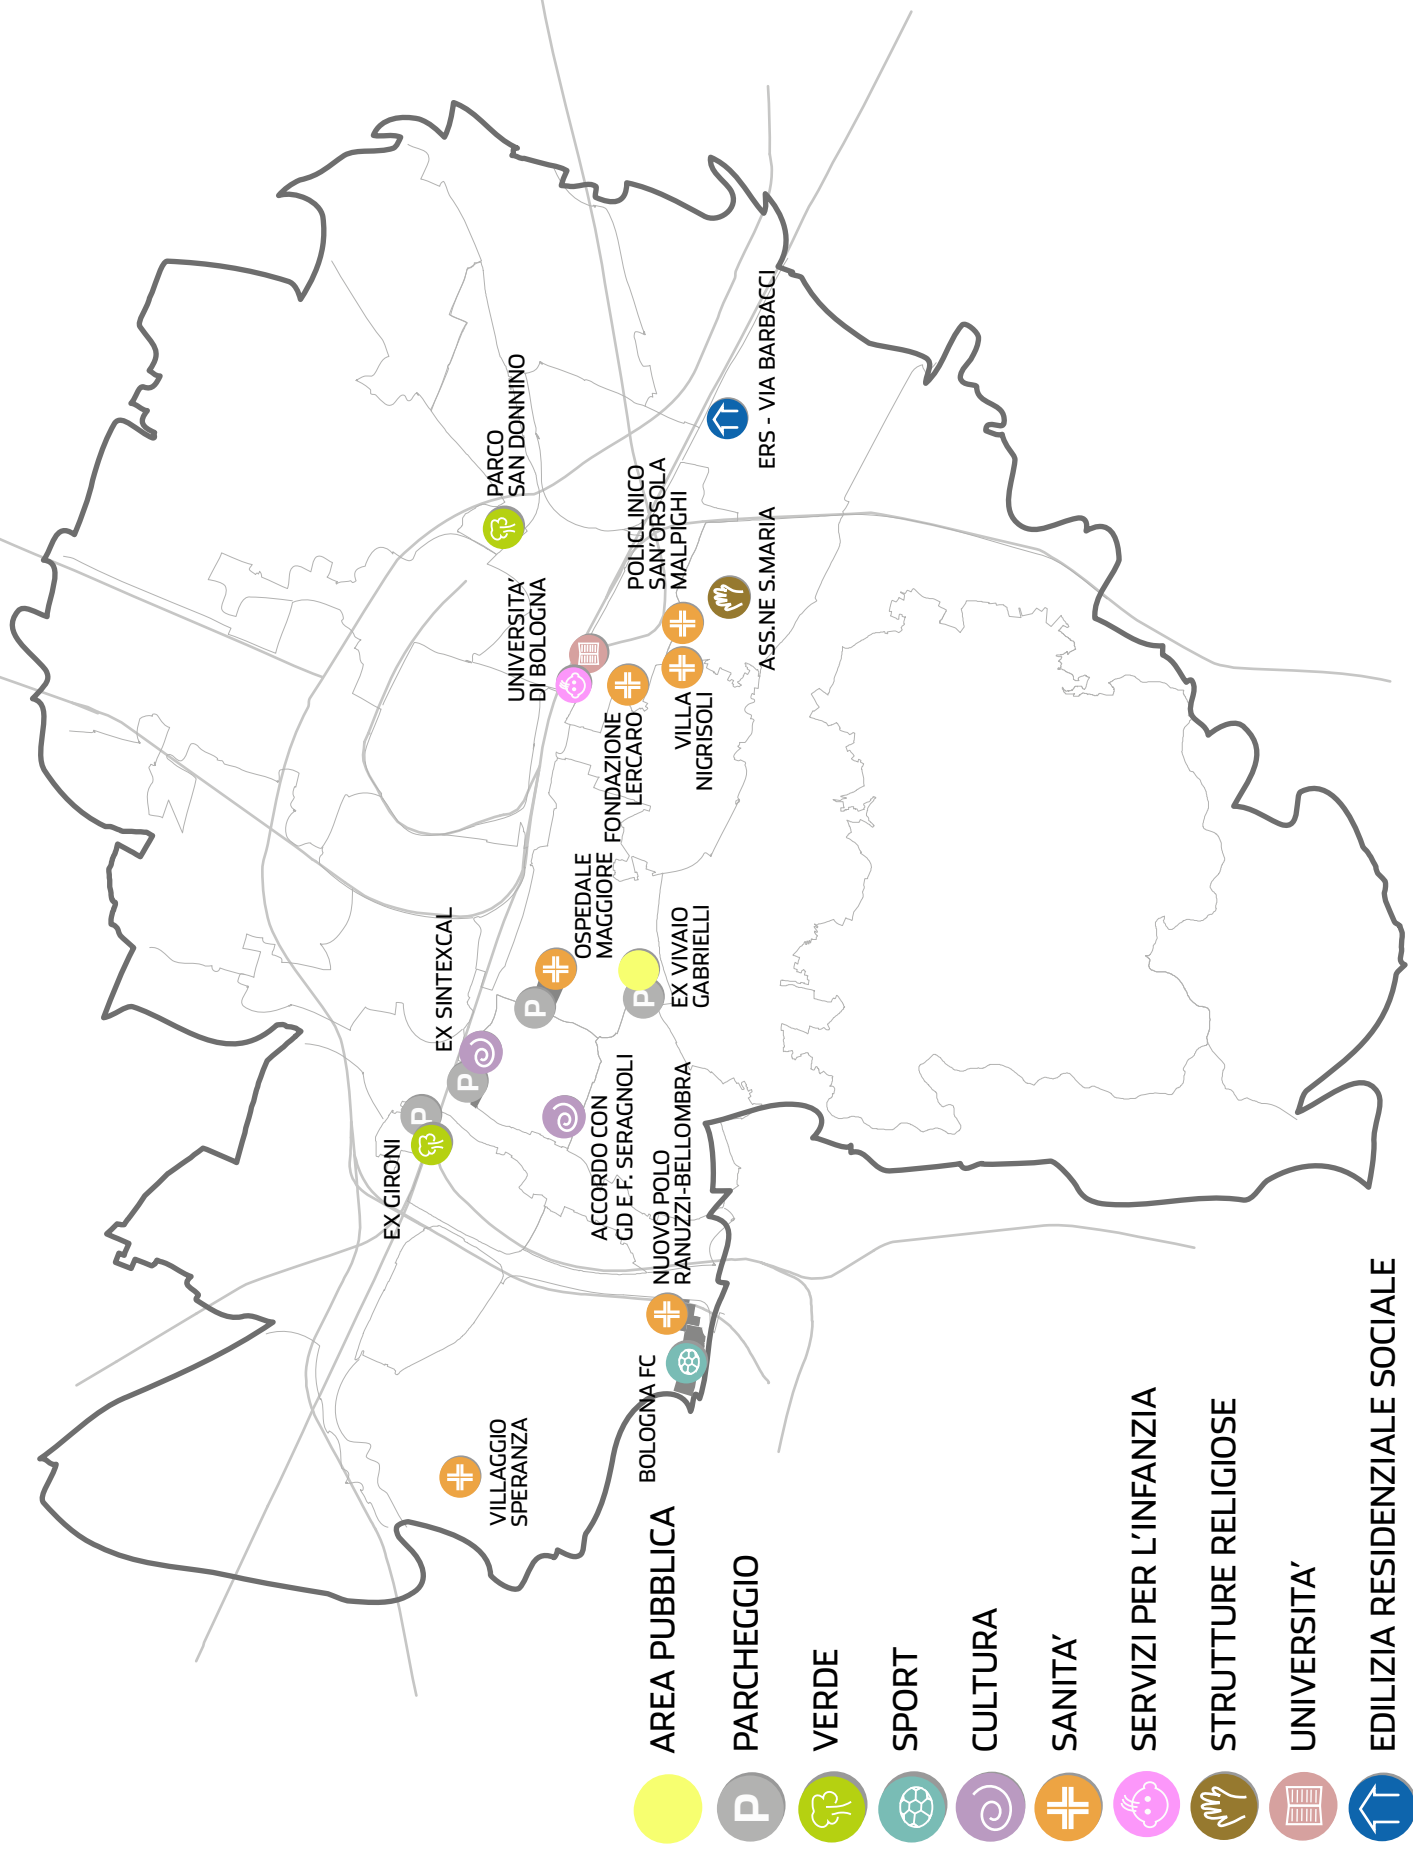 VILLAGGIO
SPERANZA
BOLOGNA FC
NUOVO POLO
RANUZZI-BELLOMBRA
EX GIRONI
P
ACCORDO CON
GD E F. SERAGNOLI
P
EX SINTEXCAL
P
OSPEDALE
MAGGIORE
P
EX VIVAIO
GABRIELLI
FONDAZIONE
LERCARO
VILLA
NIGRISOLI
UNIVERSITA'
DI BOLOGNA
POLICLINICO
SAN'ORSOLA
MALPIGHI
ASS.NE S.MARIA
PARCO
SAN DONNINO
ERS - VIA BARBACCI
AREA PUBBLICA
P PARCHEGGIO
VERDE
SPORT
CULTURA
SANITA'
SERVIZI PER L'INFANZIA
STRUTTURE RELIGIOSE
UNIVERSITA'
EDILIZIA RESIDENZIALE SOCIALE